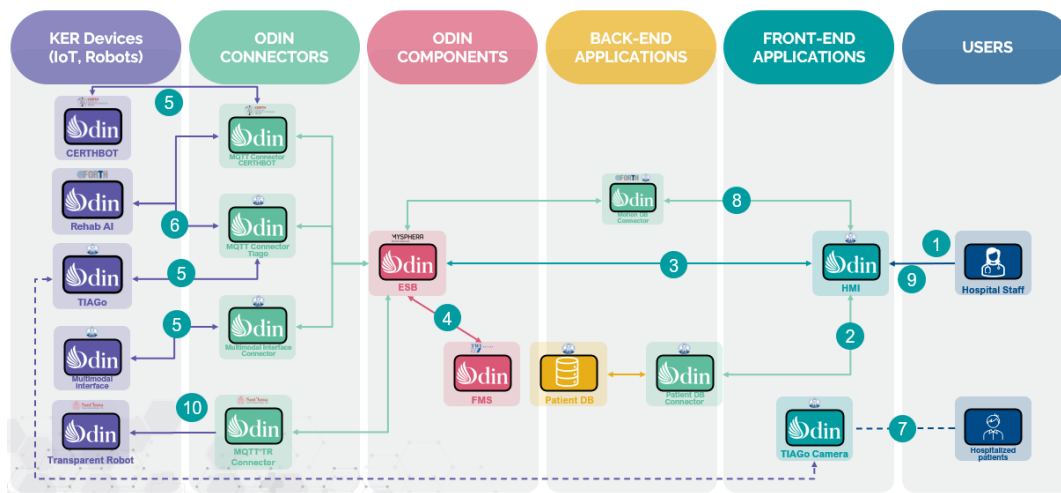 KER Devices
(IoT, Robots)
ODIN
CONNECTORS
ODIN
COMPONENTS
BACK-END
APPLICATIONS
FRONT-END
APPLICATIONS
USERS
5
Odin
CERTHBOT
Odin
MQTT Connector
CERTHBOT
FORTH
Odin
Rehab AI
6
Odin
MQTT Connector
Tiago
FORTH
Odin
Motion DB
Connector
8
MYSPHERA
Odin
ESB
3
Odin
HMI
1
9
Hospital Staff
Odin
TIAGo
5
4
2
5
Odin
Multimodal
Interface
Odin
Multimodal Interface
Connector
Odin
FMS
Patient DB
Odin
Patient DB
Connector
Odin
Transparent Robot
10
Odin
MQTT TR
Connector
Odin
TIAGo Camera
7
Hospitalized
patients